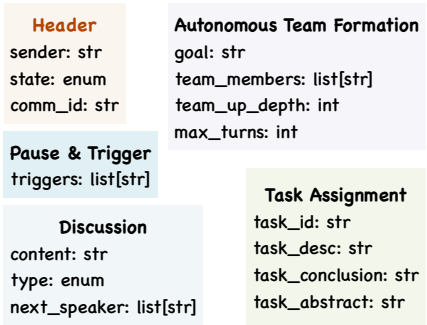 Header
sender: str
state: enum
comm_id: str
Autonomous Team Formation
goal: str
team_members: list[str]
team_up_depth: int
max_turns: int
Pause & Trigger
triggers: list[str]
Discussion
content: str
type: enum
next_speaker: list[str]
Task Assignment
task_id: str
task_desc: str
task_conclusion: str
task_abstract: str